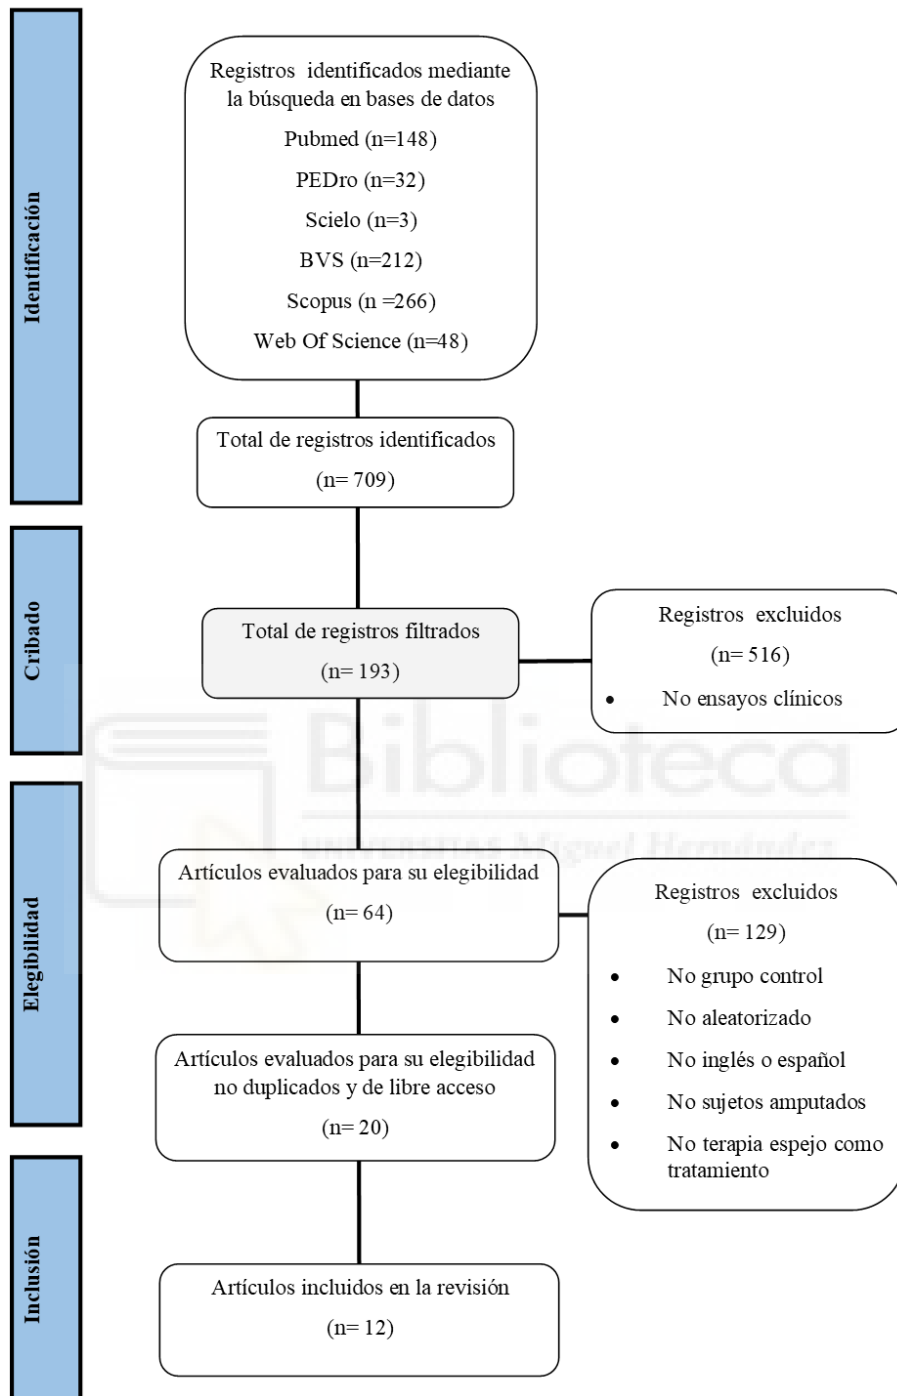 Identificación
Registros identificados mediante
la búsqueda en bases de datos
Pubmed (n=148)
PEDro (n=32)
Scielo (n=3)
BVS (n=212)
Scopus (n =266)
Web Of Science (n=48)
Total de registros identificados
(n= 709)
Cribado
Total de registros filtrados
(n= 193)
Registros excluidos
(n= 516)
• No ensayos clínicos
Biblioteca
UNIVERSITAS Miguel Hernández
Elegibilidad
Artículos evaluados para su elegibilidad
(n= 64)
Registros excluidos
(n= 129)
• No grupo control
• No aleatorizado
• No inglés o español
• No sujetos amputados
• No terapia espejo como
tratamiento
Artículos evaluados para su elegibilidad
no duplicados y de libre acceso
(n= 20)
Inclusión
Artículos incluidos en la revisión
(n= 12)